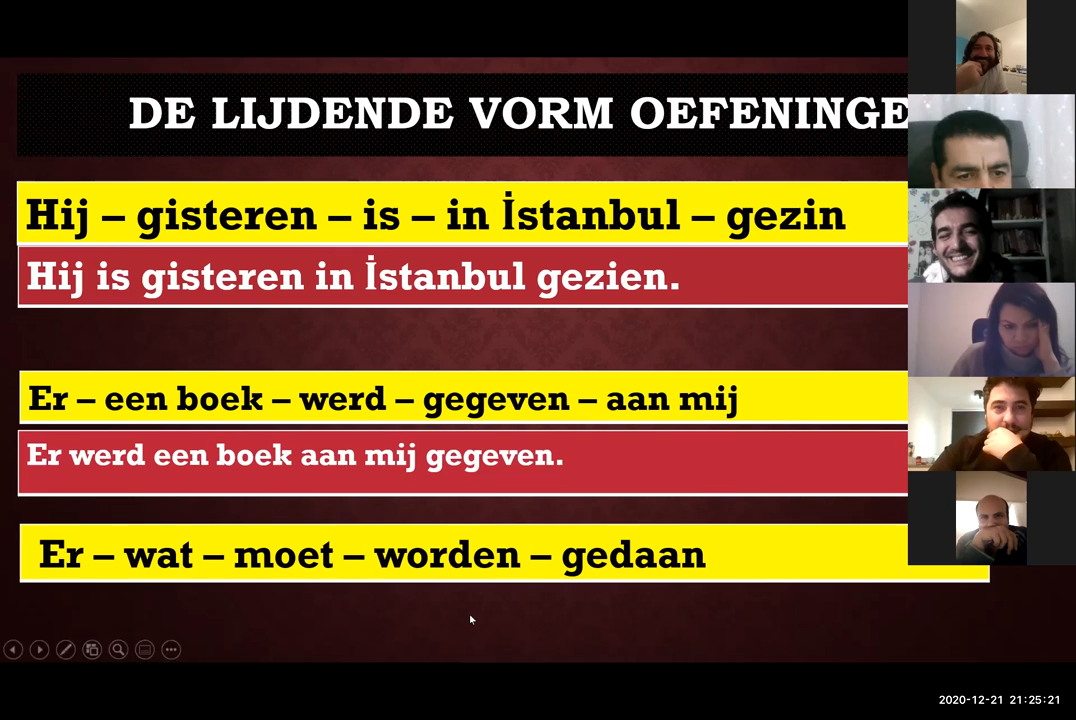 DE LIJDENDE VORM OEFENINGE
Hij – gisteren – is – in İstanbul – gezin
Hij is gisteren in İstanbul gezien.
Er – een boek – werd – gegeven – aan mij
Er werd een boek aan mij gegeven.
Er – wat – moet – worden – gedaan
2020-12-21 21:25:21